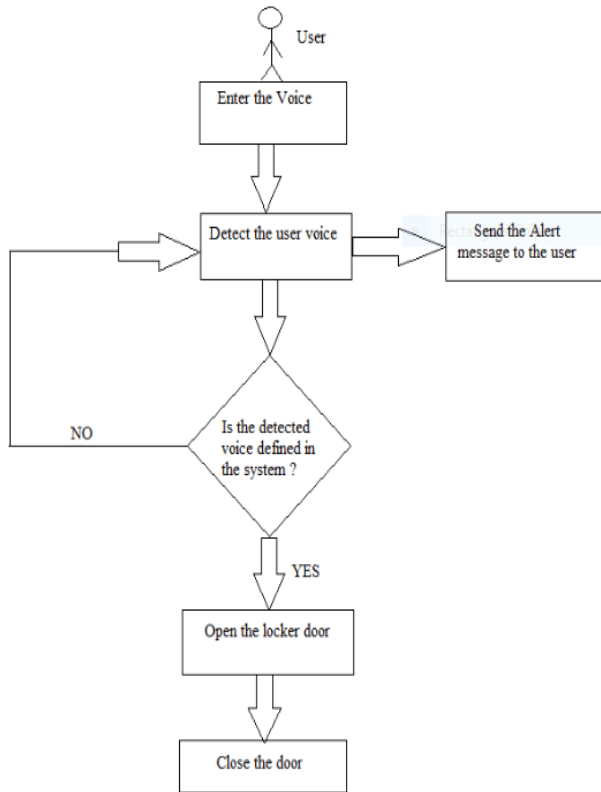 User
Enter the Voice
Detect the user voice
Send the Alert
message to the user
Is the detected
voice defined in
the system ?
NO
YES
Open the locker door
Close the door